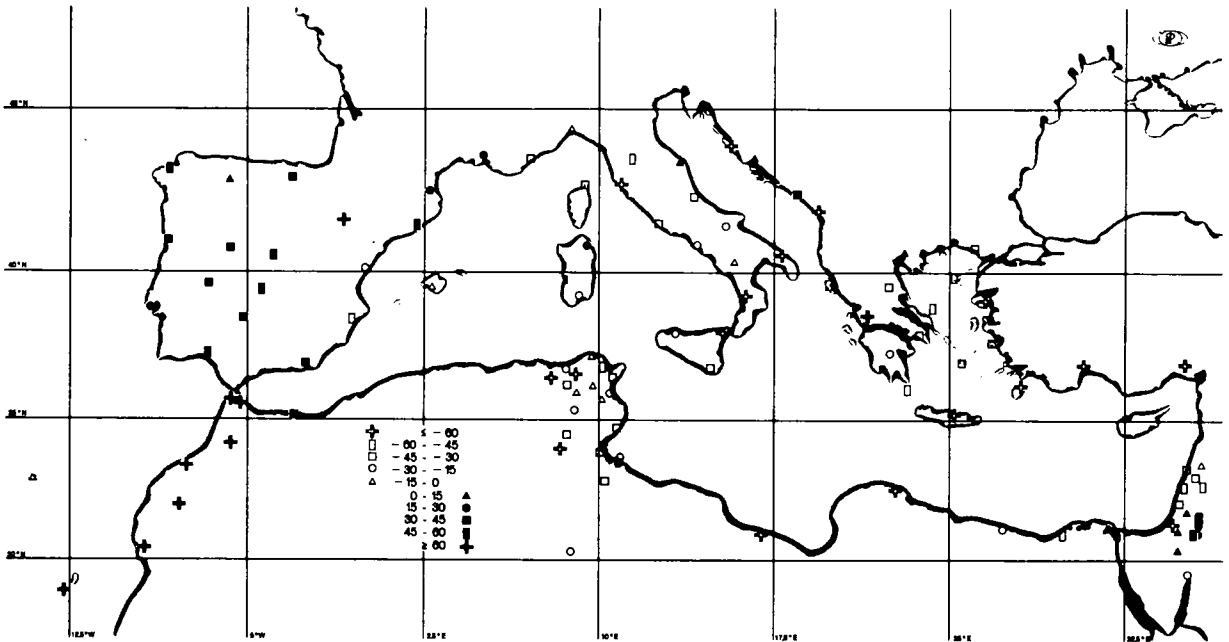 45°N
40°N
35°N
≤ -60
-60 - -45
-45 - -30
-30 - -15
-15 - 0
0 - 15
15 - 30
30 - 45
45 - 60
≥ 60
30°N
12.5°W
5°W
2.5°E
10°E
17.5°E
25°E
32.5°E